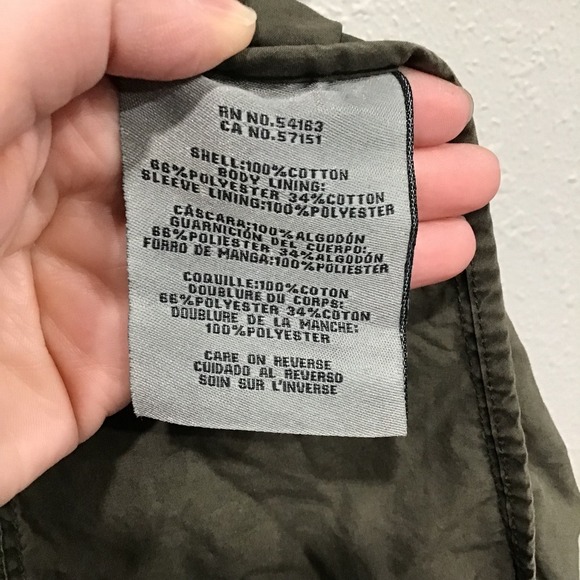 RN NO.54163
CA NO.57151
SHELL:100%COTTON
BODY LINING:
66%POLYESTER 34%COTTON
SLEEVE LINING:100%POLYESTER
CÁSCARA:100%ALGODÓN
GUARNICIÓN DEL CUERPO:
66%POLIESTER 34%ALGODÓN
FORRO DE MANGA:100%POLIESTER
COQUILLE:100%COTON
DOUBLURE DU CORPS:
66%POLYESTER 34%COTON
DOUBLURE DE LA MANCHE:
100%POLYESTER
CARE ON REVERSE
CUIDADO AL REVERSO
SOIN SUR L'INVERSE